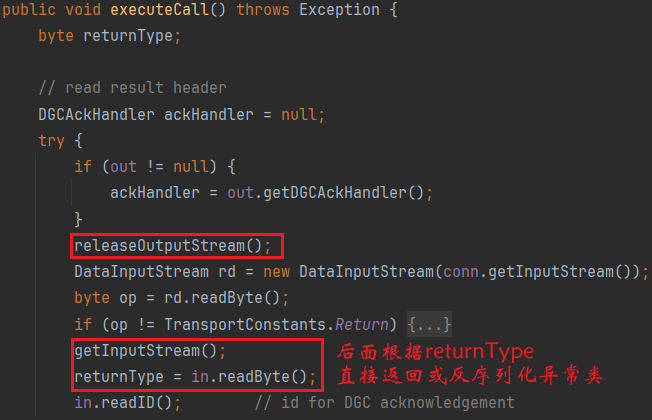 public void executeCall() throws Exception {
byte returnType;
// read result header
DGCAckHandler ackHandler = null;
try {
if (out != null) {
ackHandler = out.getDGCAckHandler();
}
releaseOutputStream();
DataInputStream rd = new DataInputStream(conn.getInputStream());
byte op = rd.readByte();
if (op != TransportConstants.Return) {...}
getInputStream();
后面根据returnType
returnType = in.readByte();
直接返回或反序列化异常类
in.readID();        // id for DGC acknowledgement